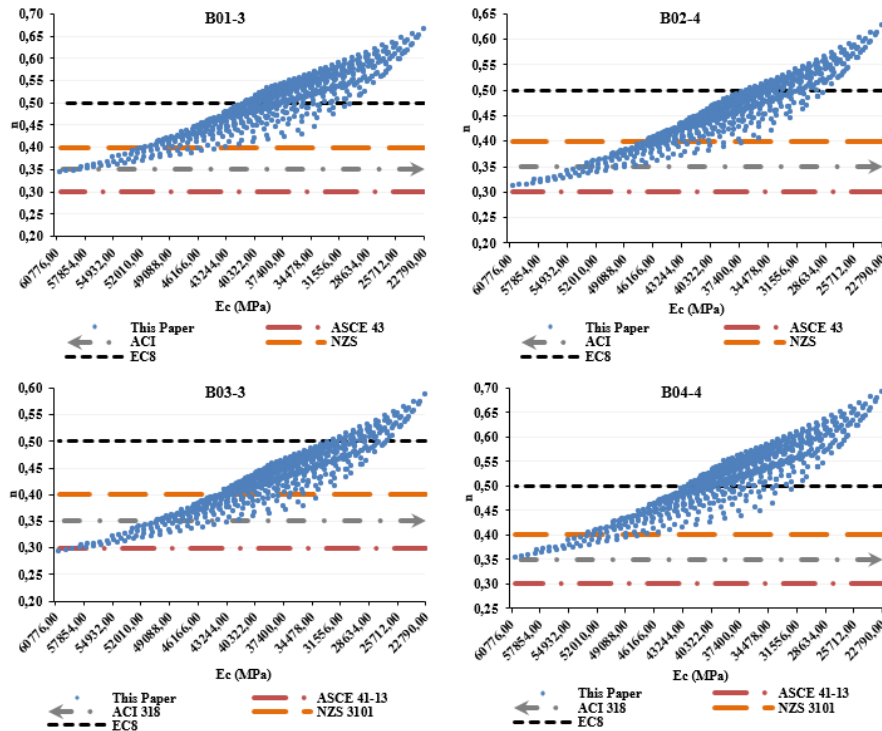 B01-3
0,70
0,65
0,60
0,55
0,50
0,45
0,40
0,35
0,30
0,25
0,20
n
60776,00 57854,00 54932,00 52010,00 49088,00 46166,00 43244,00 40322,00 37400,00 34478,00 31556,00 28634,00 25712,00 22790,00
Ec (MPa)
This Paper ASCE 43
ACI NZS
EC8
B02-4
0,65
0,60
0,55
0,50
0,45
0,40
0,35
0,30
0,25
0,20
n
60776,00 57854,00 54932,00 52010,00 49088,00 46166,00 43244,00 40322,00 37400,00 34478,00 31556,00 28634,00 25712,00 22790,00
Ec (MPa)
This Paper ASCE 43
ACI NZS
EC8
B03-3
0,60
0,55
0,50
0,45
0,40
0,35
0,30
0,25
0,20
n
60776,00 57854,00 54932,00 52010,00 49088,00 46166,00 43244,00 40322,00 37400,00 34478,00 31556,00 28634,00 25712,00 22790,00
Ec (MPa)
This Paper ASCE 41-13
ACI 318 NZS 3101
EC8
B04-4
0,70
0,65
0,60
0,55
0,50
0,45
0,40
0,35
0,30
0,25
n
60776,00 57854,00 54932,00 52010,00 49088,00 46166,00 43244,00 40322,00 37400,00 34478,00 31556,00 28634,00 25712,00 22790,00
Ec (MPa)
This Paper ASCE 41-13
ACI 318 NZS 3101
EC8